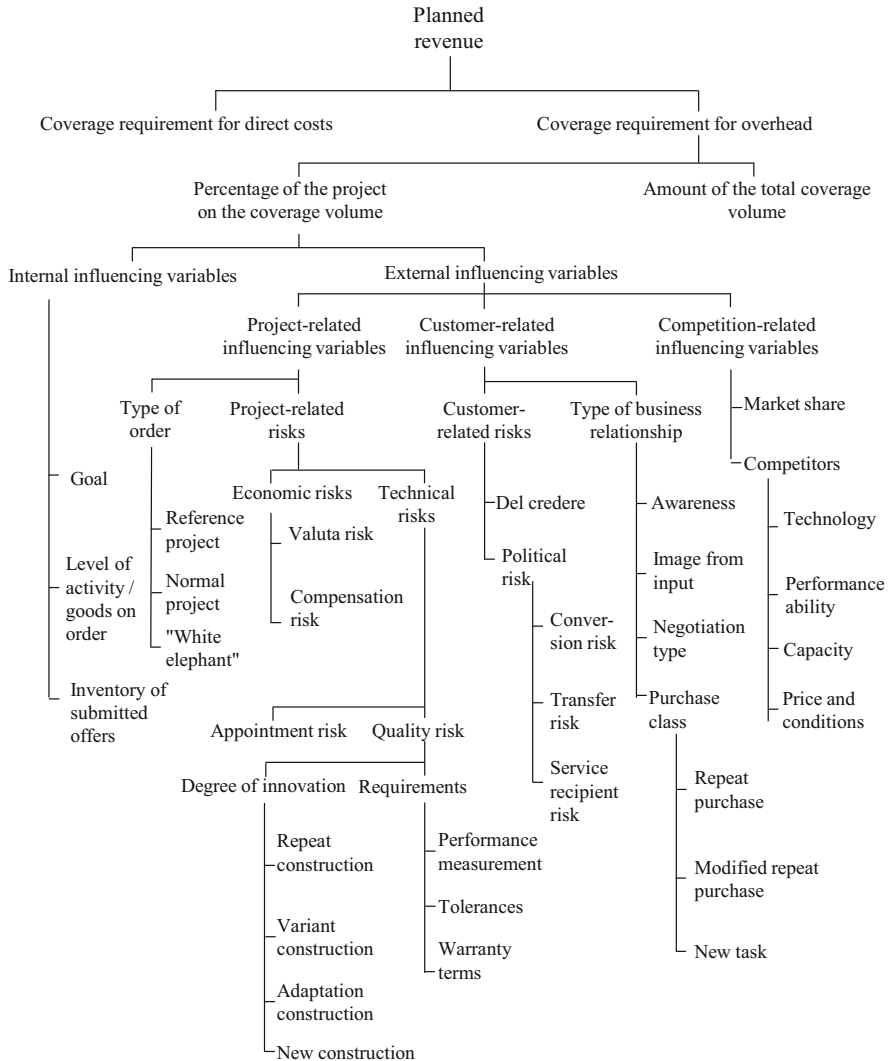 Planned
revenue
Coverage requirement for direct costs
Coverage requirement for overhead
Percentage of the project
on the coverage volume
Amount of the total coverage
volume
Internal influencing variables
External influencing variables
Project-related
influencing variables
Customer-related
influencing variables
Competition-related
influencing variables
Type of
order
Project-related
risks
Customer-
related risks
Type of business
relationship
Market share
Competitors
Goal
Level of
activity /
goods on
order
Inventory of
submitted
offers
Reference
project
Normal
project
"White
elephant"
Economic risks
Technical
risks
Valuta risk
Compensation
risk
Del credere
Political
risk
Conver-
sion risk
Transfer
risk
Service
recipient
risk
Awareness
Image from
input
Negotiation
type
Purchase
class
Technology
Performance
ability
Capacity
Price and
conditions
Appointment risk
Quality risk
Degree of innovation
Requirements
Repeat
construction
Variant
construction
Adaptation
construction
New construction
Performance
measurement
Tolerances
Warranty
terms
Repeat
purchase
Modified repeat
purchase
New task